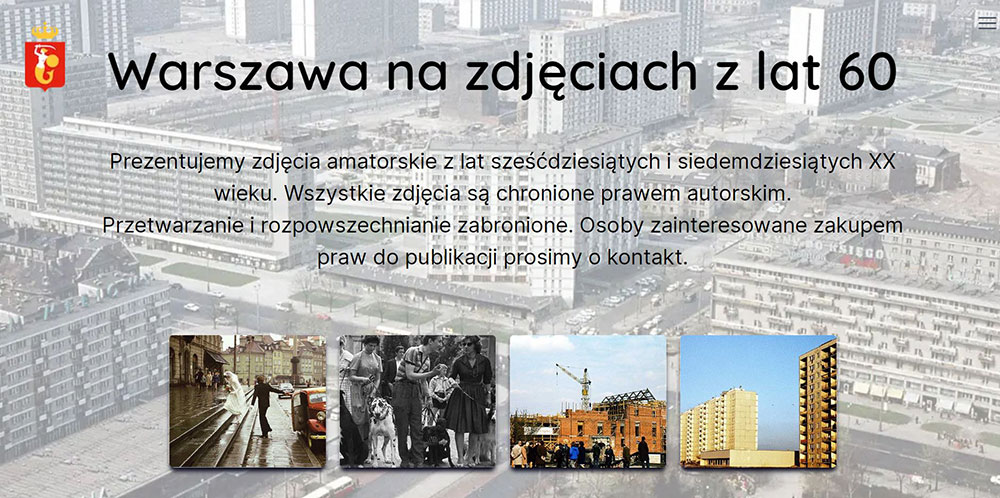 Warszawa na zdjęciach z lat 60
Prezentujemy zdjęcia amatorskie z lat sześćdziesiątych i siedemdziesiątych XX
wieku. Wszystkie zdjęcia są chronione prawem autorskim.
Przetwarzanie i rozpowszechnianie zabronione. Osoby zainteresowane zakupem
praw do publikacji prosimy o kontakt.